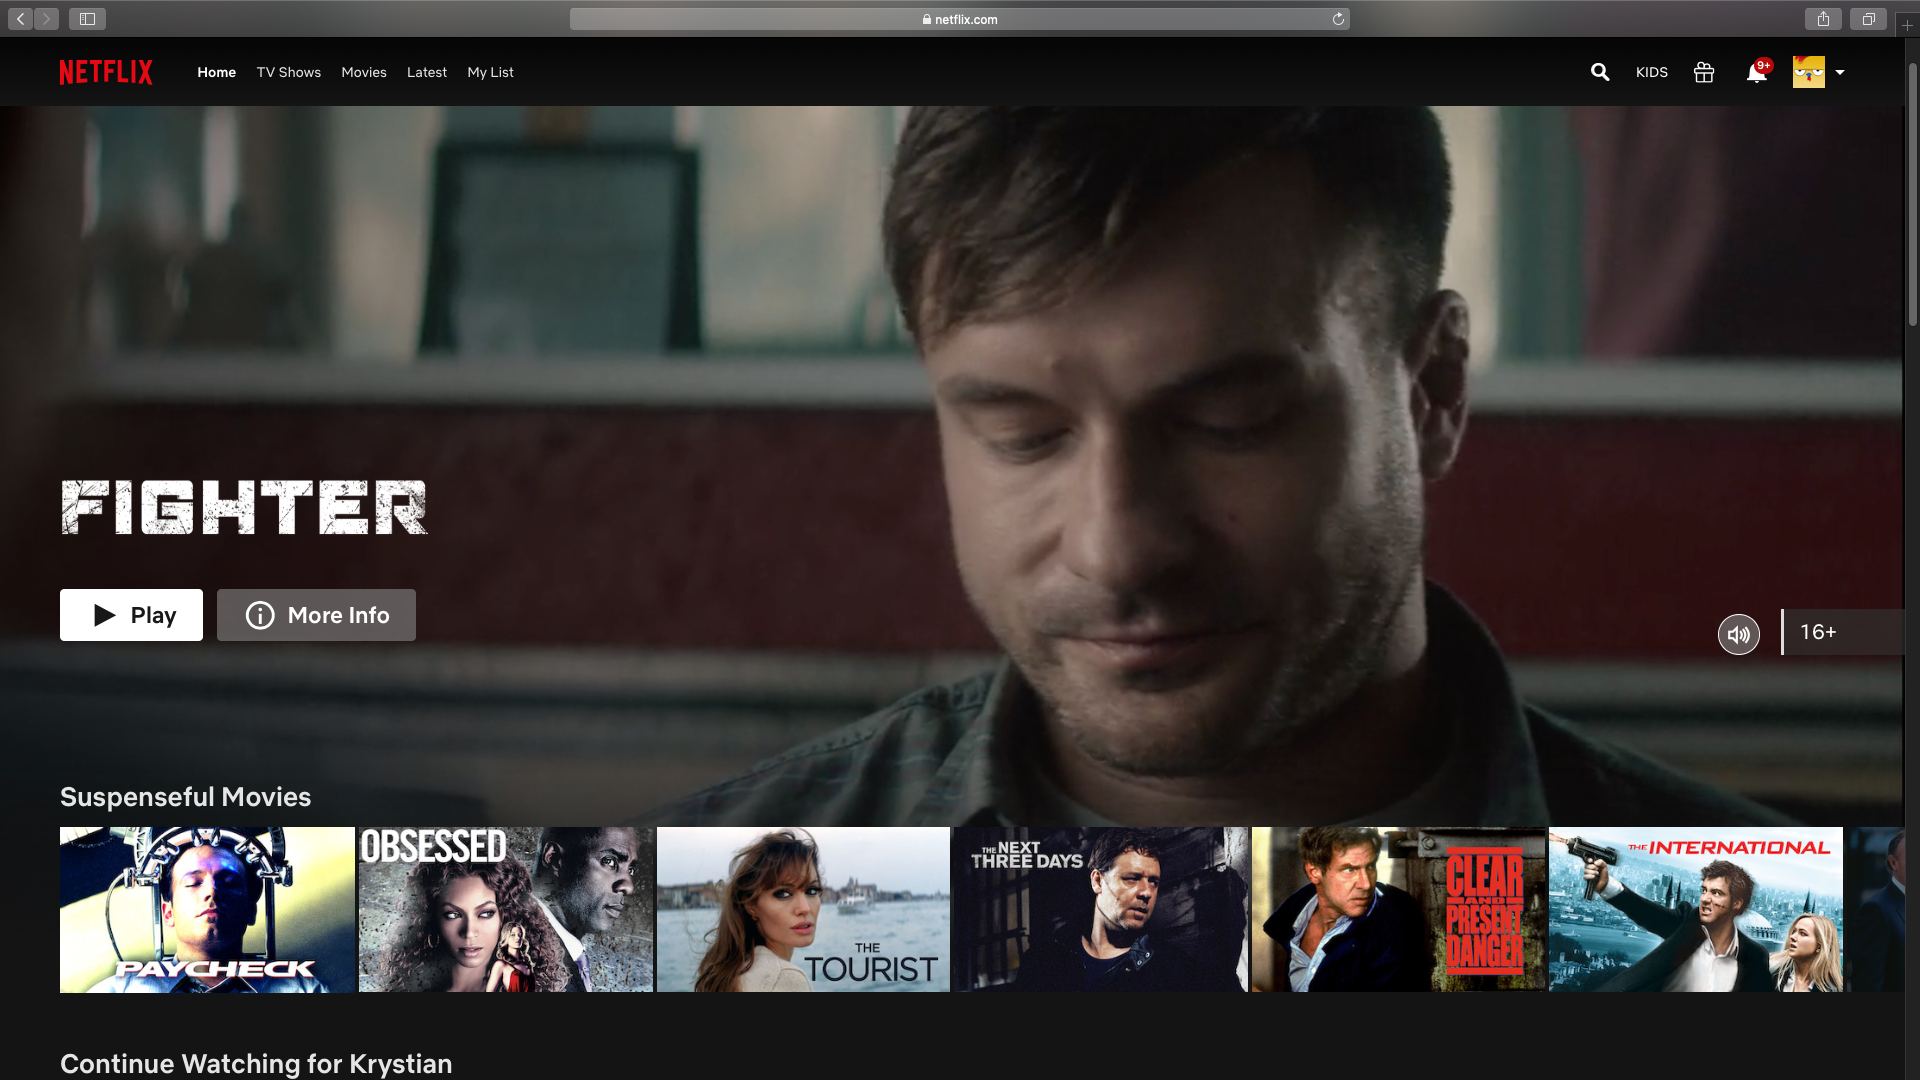 netflix.com
NETFLIX
Home TV Shows Movies Latest My List
KIDS
9+
FIGHTER
Play
More Info
16+
Suspenseful Movies
PAYCHECK
OBSESSED
THE
TOURIST
THE NEXT
THREE DAYS
CLEAR
AND
PRESENT
DANGER
THE INTERNATIONAL
Continue Watching for Krystian